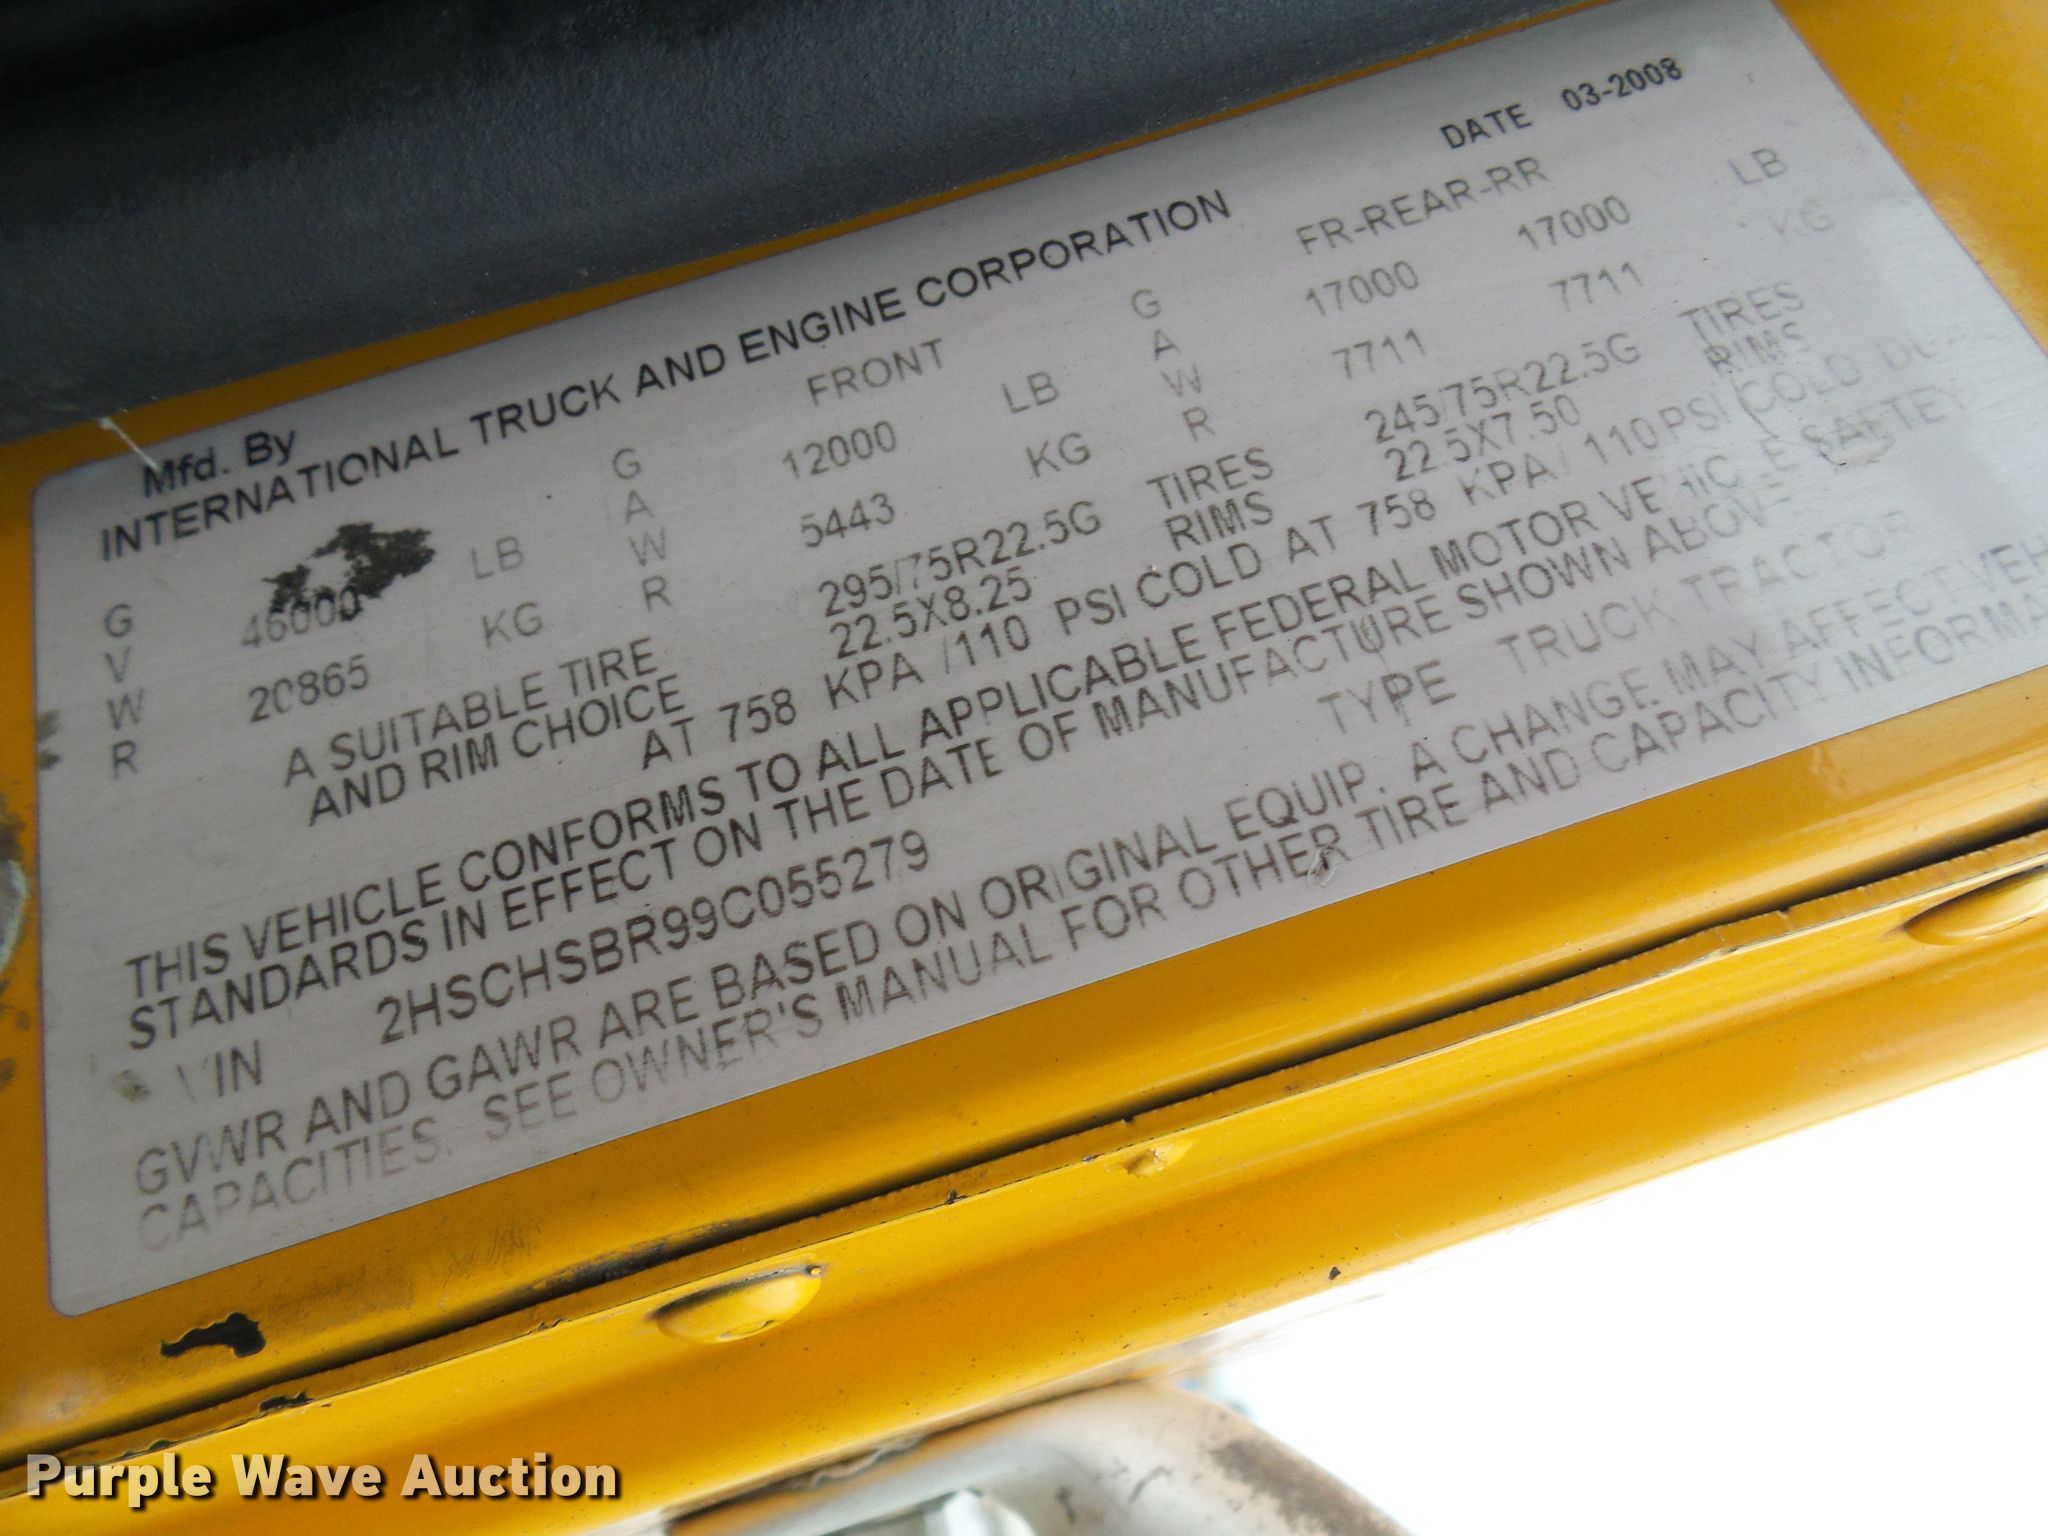 Mfd. By
DATE 03-2008
INTERNATIONAL TRUCK AND ENGINE CORPORATION
G V W R
46000 LB
20865 KG
G A W R
FRONT
12000 LB
5443 KG
G A W R
FR-REAR-RR
17000 17000 LB
7711 7711 KG
A SUITABLE TIRE 295/75R22.5G TIRES 245/75R22.5G TIRES
AND RIM CHOICE 22.5X8.25 RIMS 22.5X7.50 RIMS
AT 758 KPA /110 PSI COLD AT 758 KPA/ 110 PSI COLD
THIS VEHICLE CONFORMS TO ALL APPLICABLE FEDERAL MOTOR VEHICLE SAFTEY
STANDARDS IN EFFECT ON THE DATE OF MANUFACTURE SHOWN ABOVE
VIN 2HSCHSBR99C055279 TYPE TRUCK TRACTOR
GVWR AND GAWR ARE BASED ON ORIGINAL EQUIP. A CHANGE MAY AFFECT VEH
CAPACITIES. SEE OWNER'S MANUAL FOR OTHER TIRE AND CAPACITY INFORMA
Purple Wave Auction